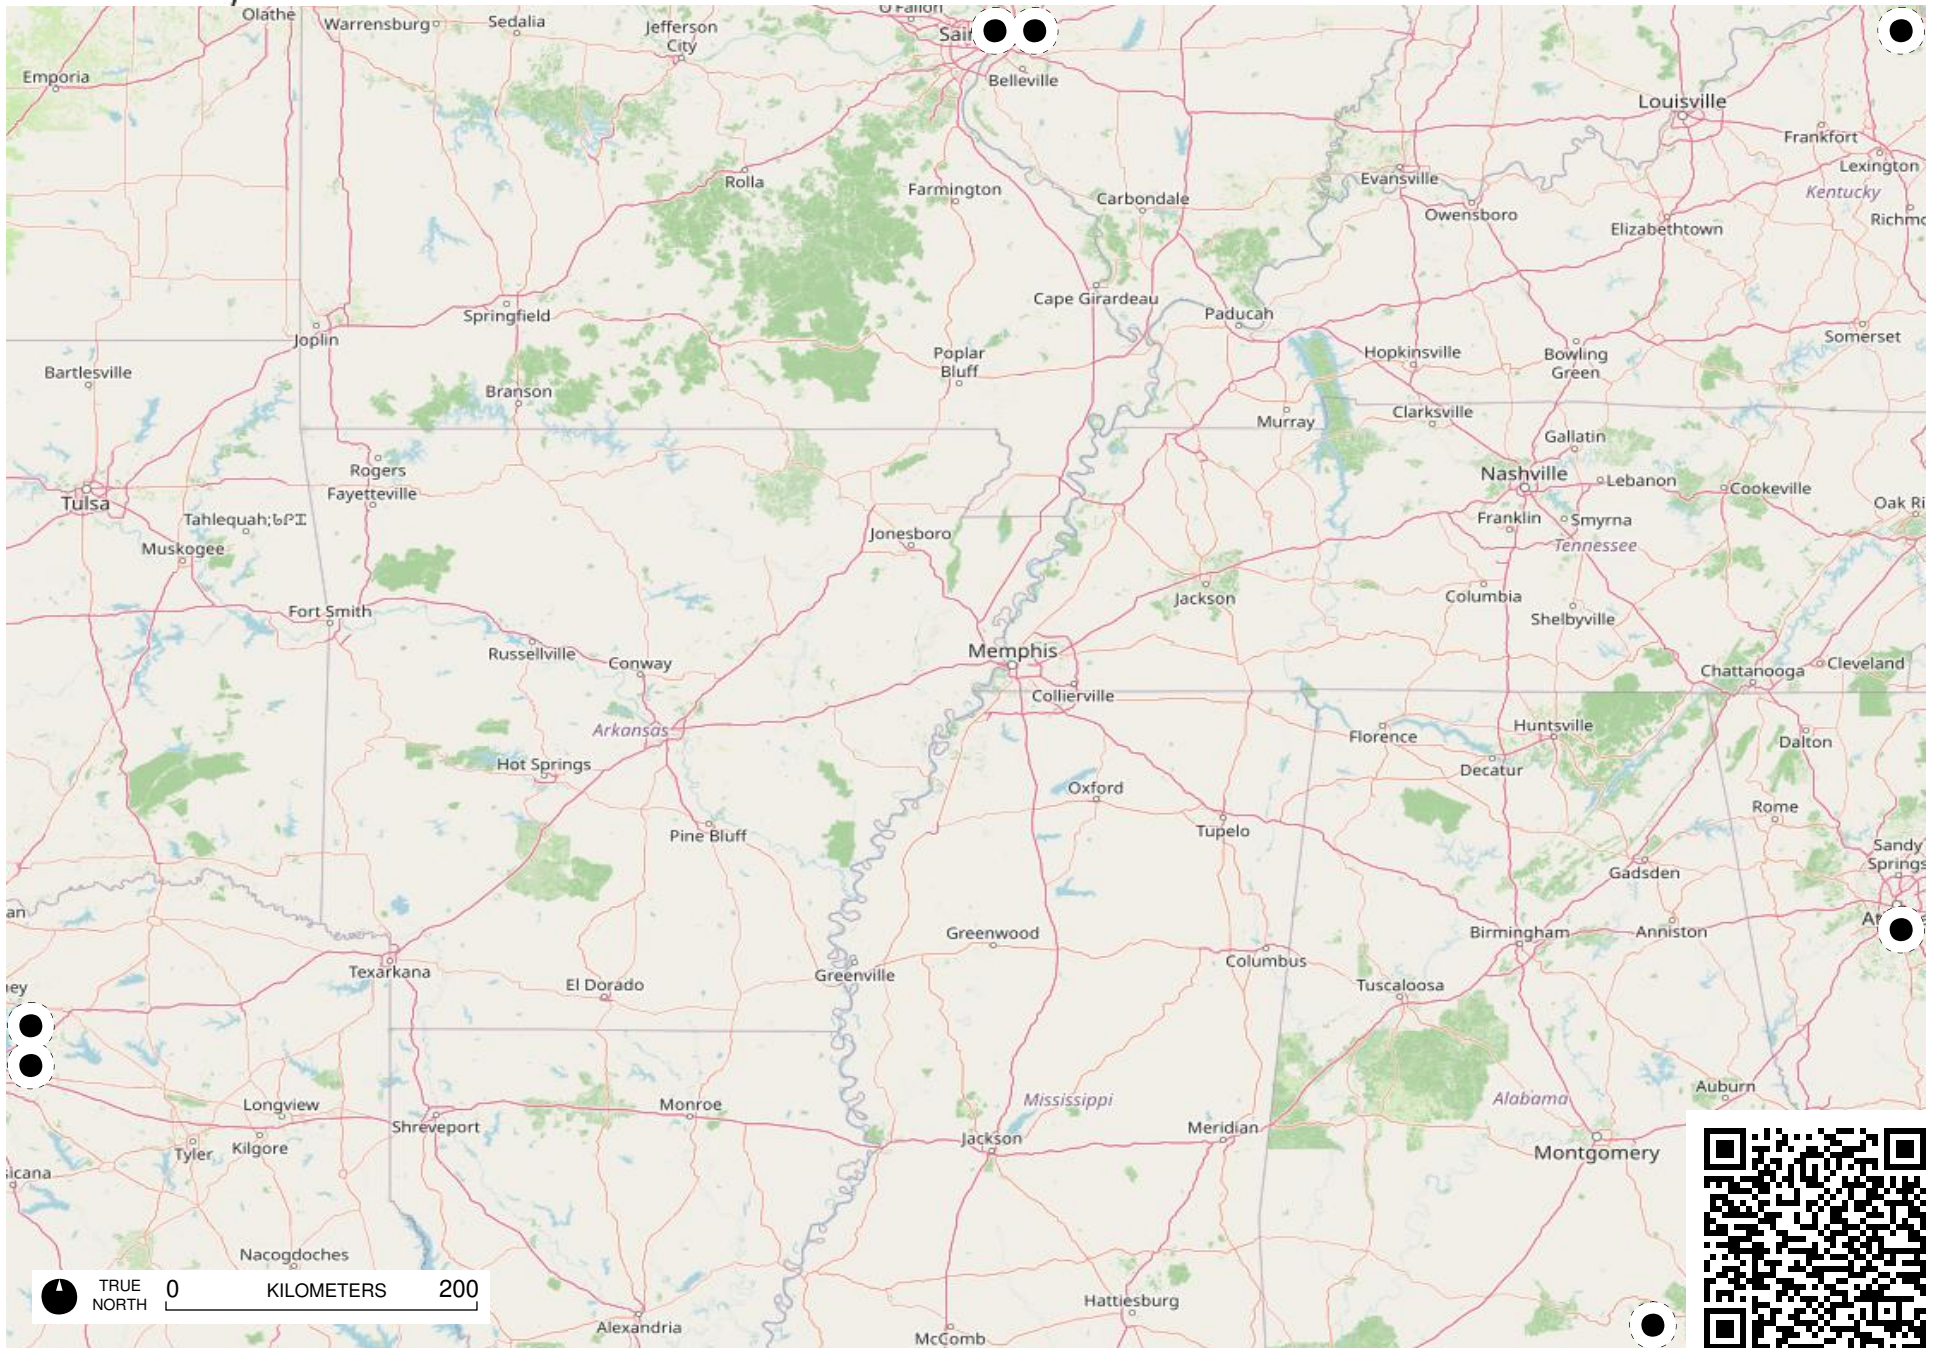 O'Fallon
Olathe
Warrensburg
Sedalia
Jefferson
City
Belleville
Emporia
Louisville
Frankfort
Lexington
Kentucky
Rolla
Farmington
Carbondale
Evansville
Owensboro
Elizabethtown
Cape Girardeau
Springfield
Joplin
Paducah
Somerset
Bartlesville
Poplar
Bluff
Hopkinsville
Bowling
Green
Branson
Murray
Clarksville
Gallatin
Rogers
Fayetteville
Nashville
Lebanon
Cookeville
Tulsa
Tahlequah;ᏓᎵᏆ
Franklin
Smyrna
Tennessee
Jonesboro
Muskogee
Fort Smith
Jackson
Columbia
Shelbyville
Russellville
Conway
Memphis
Collierville
Chattanooga
Cleveland
Arkansas
Florence
Huntsville
Dalton
Hot Springs
Decatur
Oxford
Rome
Pine Bluff
Tupelo
Sandy
Springs
Gadsden
Greenwood
Birmingham
Anniston
Texarkana
El Dorado
Greenville
Columbus
Tuscaloosa
Longview
Monroe
Mississippi
Alabama
Auburn
Shreveport
Kilgore
Tyler
Jackson
Meridian
Montgomery
Nacogdoches
TRUE
NORTH
0 KILOMETERS 200
Hattiesburg
Alexandria
McComb